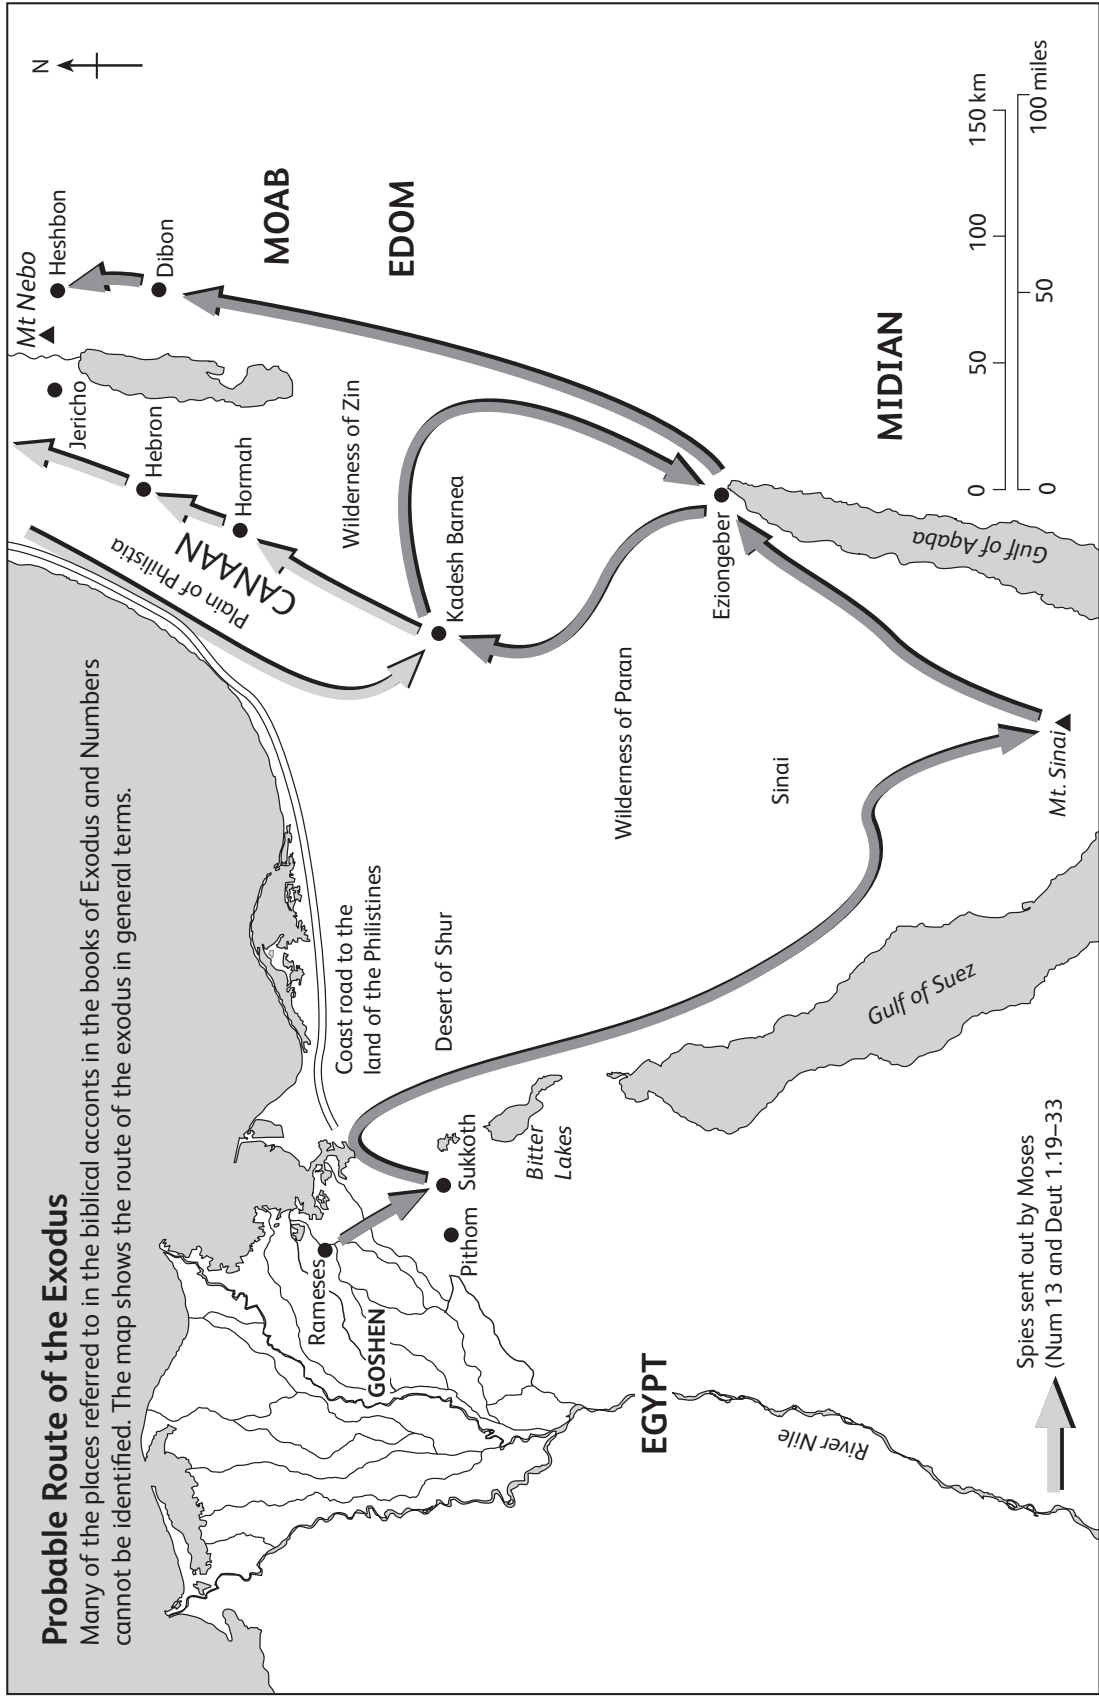 Probable Route of the Exodus
Many of the places referred to in the biblical acconts in the books of Exodus and Numbers
cannot be identified. The map shows the route of the exodus in general terms.
N
Mt Nebo
Heshbon
Jericho
Dibon
Hebron
Hormah
MOAB
CANAAN
Plain of Philistia
EDOM
Wilderness of Zin
Coast road to the
land of the Philistines
Kadesh Barnea
Desert of Shur
Rameses
GOSHEN
Sukkoth
Pithom
Bitter
Lakes
Wilderness of Paran
EGYPT
Eziongeber
Sinai
MIDIAN
River Nile
Gulf of Suez
Gulf of Aqaba
Mt. Sinai
0 50 100 150 km
0 50 100 miles
Spies sent out by Moses
(Num 13 and Deut 1.19–33